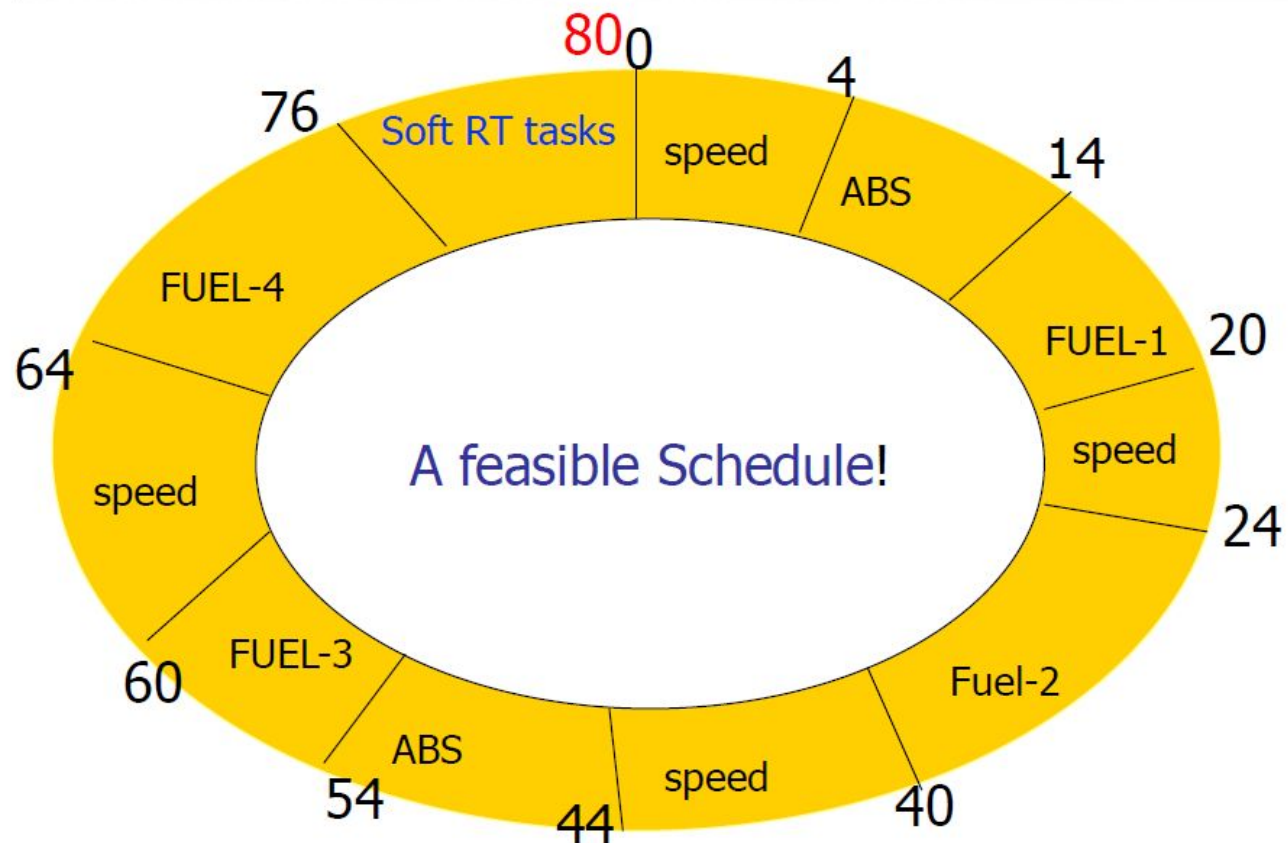 80
0
4
76
Soft RT tasks
speed
14
ABS
FUEL-4
FUEL-1
20
64
A feasible Schedule!
speed
speed
24
FUEL-3
Fuel-2
60
ABS
speed
54
44
40